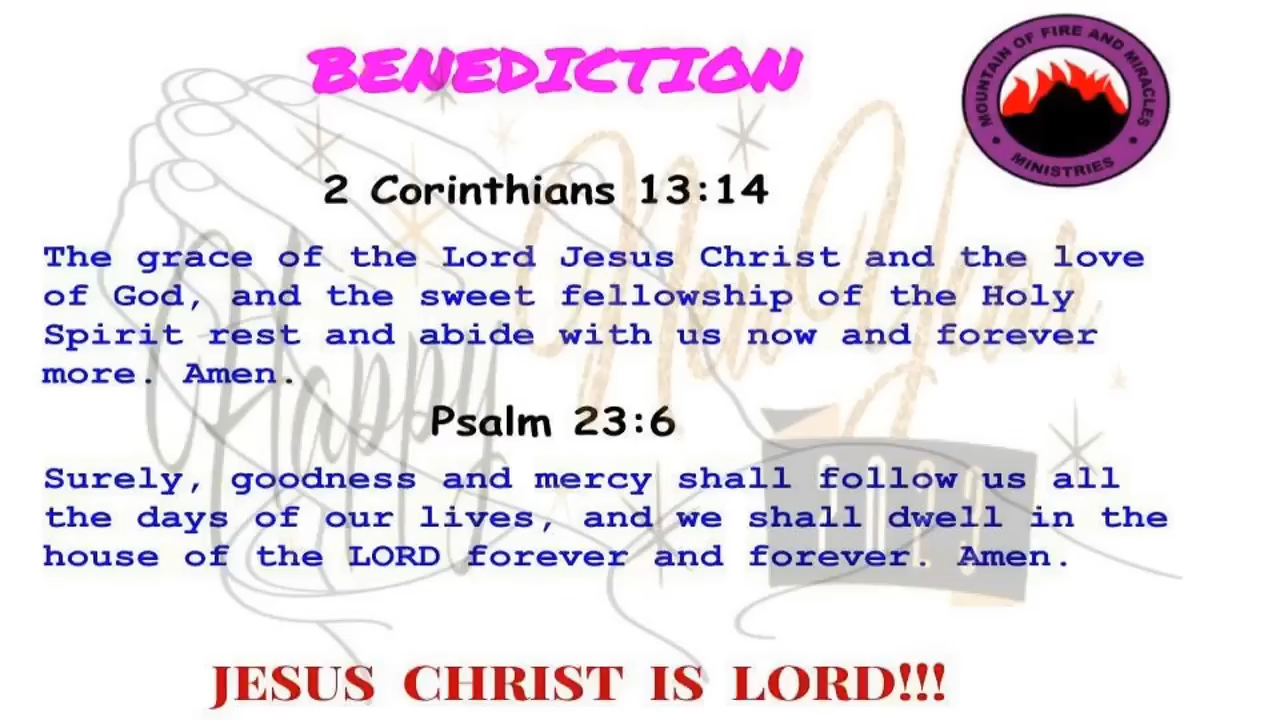 BENEDICTION
MOUNTAIN OF FIRE AND MIRACLES
MINISTRIES
2 Corinthians 13:14
The grace of the Lord Jesus Christ and the love
of God, and the sweet fellowship of the Holy
Spirit rest and abide with us now and forever
more. Amen.
Happy New Year
Psalm 23:6
Surely, goodness and mercy shall follow us all
the days of our lives, and we shall dwell in the
house of the LORD forever and forever. Amen.
JESUS CHRIST IS LORD!!!